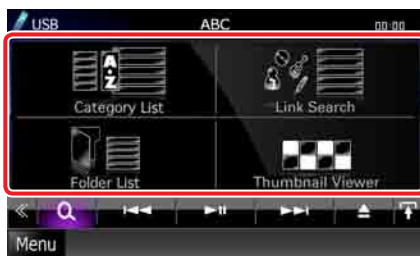 USB ABC 00:00
A
Z
Category List Link Search
Folder List Thumbnail Viewer
Menu